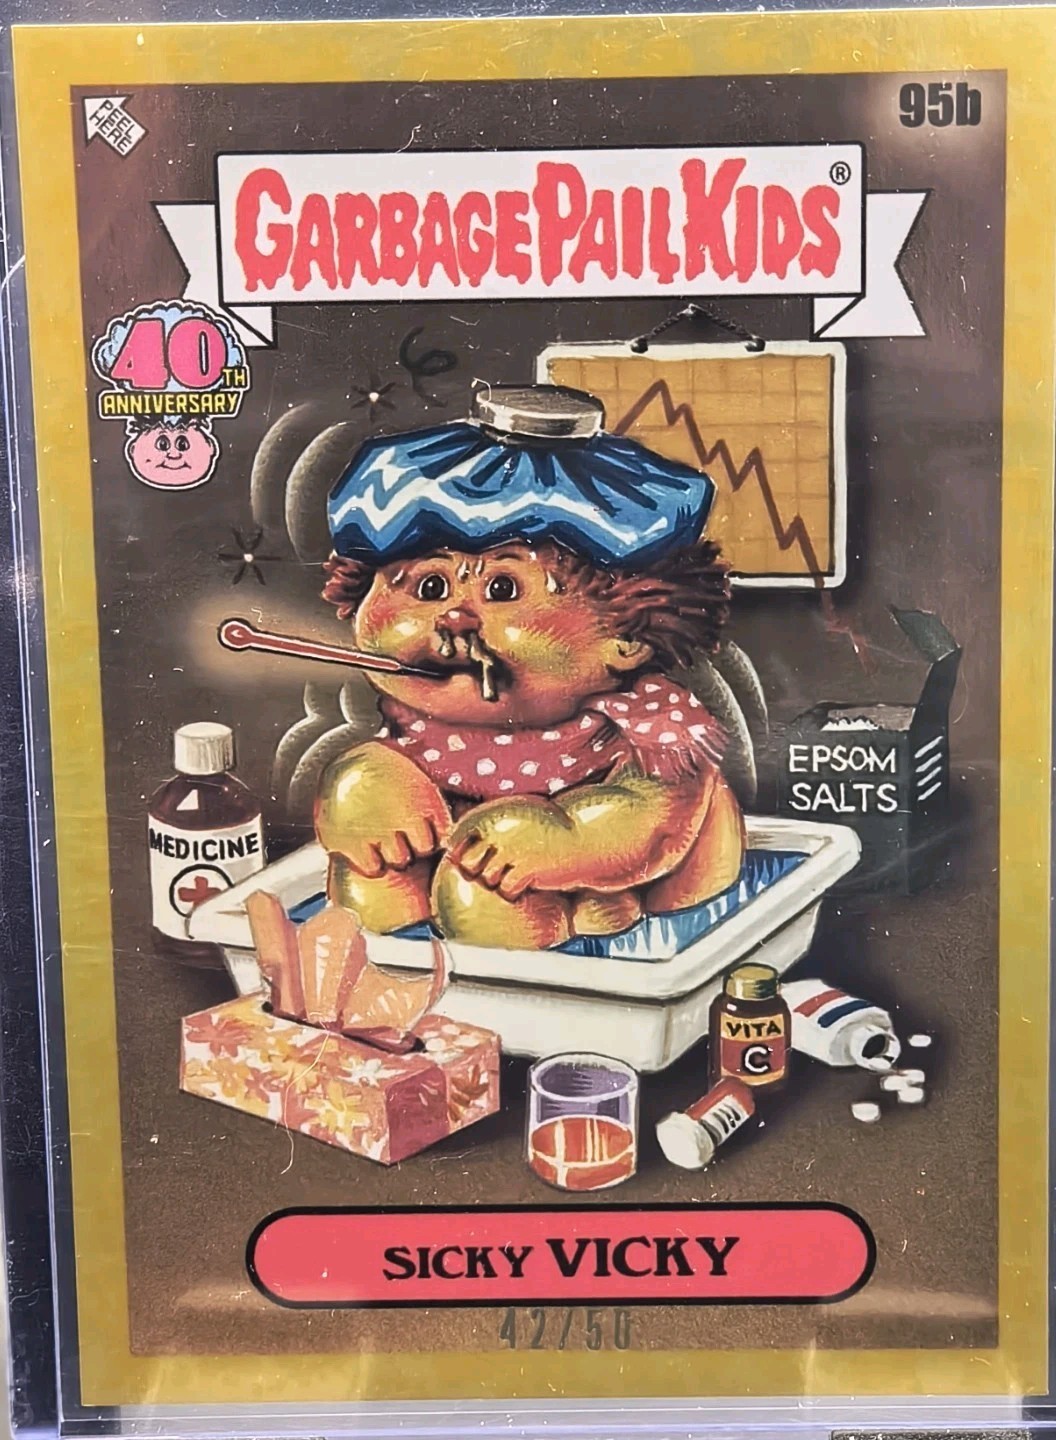 PEEL
HERE
95b
GARBAGE PAIL KIDS®
40TH
ANNIVERSARY
EPSOM
SALTS
MEDICINE
VITA
C
SICKY VICKY
42/50